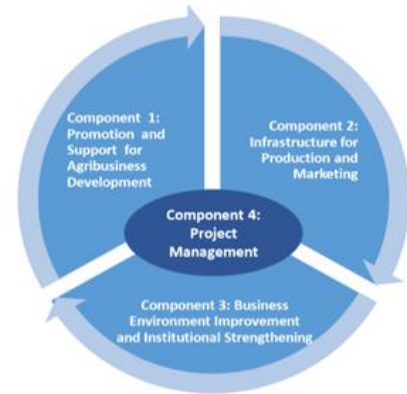 Component 1:
Promotion and
Support for
Agribusiness
Development
Component 2:
Infrastructure for
Production and
Marketing
Component 4:
Project
Management
Component 3: Business
Environment Improvement
and Institutional Strengthening